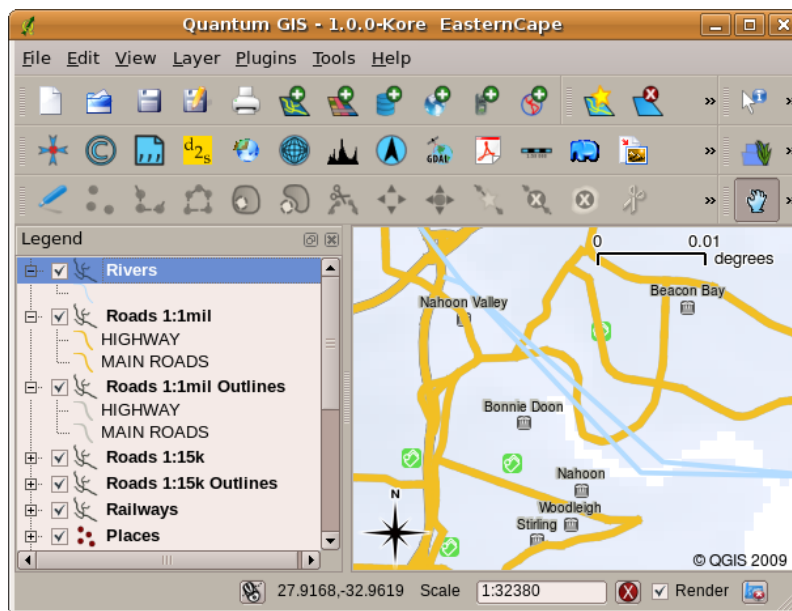 Quantum GIS - 1.0.0-Kore EasternCape
File Edit View Layer Plugins Tools Help
d2s
GDAL
Legend
Rivers
Roads 1:1mil
HIGHWAY
MAIN ROADS
Roads 1:1mil Outlines
HIGHWAY
MAIN ROADS
Roads 1:15k
Roads 1:15k Outlines
Railways
Places
0 0.01
degrees
Beacon Bay
Nahoon Valley
Bonnie Doon
Nahoon
Woodleigh
Stirling
N
© QGIS 2009
27.9168,-32.9619 Scale 1:32380 Render